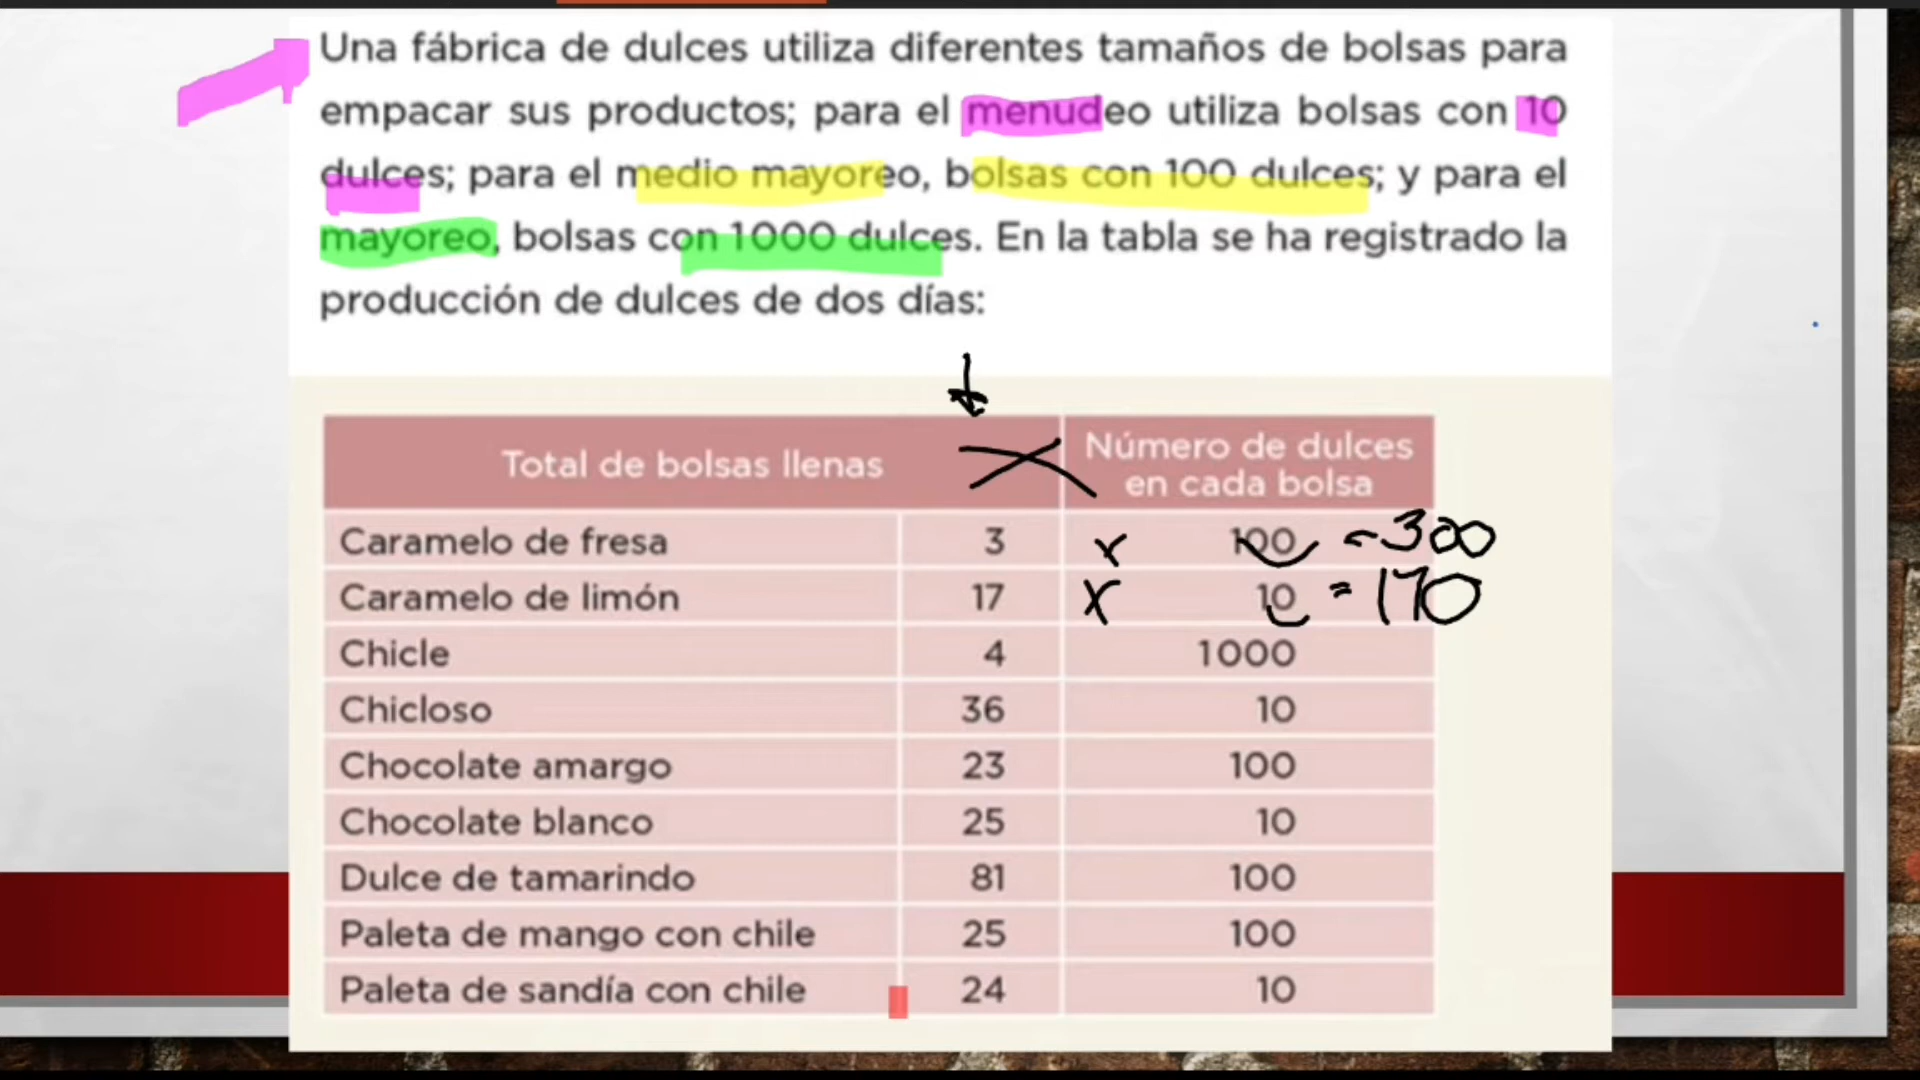 Una fábrica de dulces utiliza diferentes tamaños de bolsas para
empacar sus productos; para el menudeo utiliza bolsas con 10
dulces; para el medio mayoreo, bolsas con 100 dulces; y para el
mayoreo, bolsas con 1000 dulces. En la tabla se ha registrado la
producción de dulces de dos días:
Total de bolsas llenas Número de dulces
en cada bolsa
Caramelo de fresa 3 x 100 = 300
Caramelo de limón 17 x 10 = 170
Chicle 4 1000
Chicloso 36 10
Chocolate amargo 23 100
Chocolate blanco 25 10
Dulce de tamarindo 81 100
Paleta de mango con chile 25 100
Paleta de sandía con chile 24 10